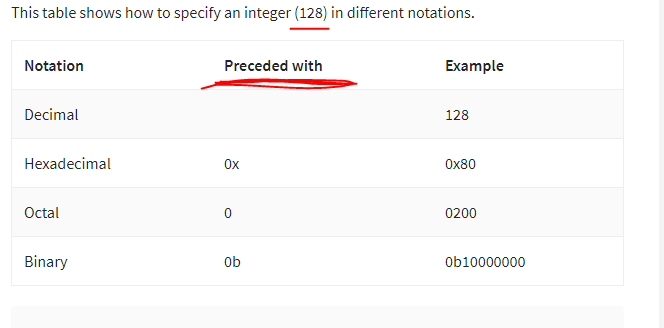 This table shows how to specify an integer (128) in different notations.
Notation Preceded with Example
Decimal 128
Hexadecimal 0x 0x80
Octal 0 0200
Binary 0b 0b10000000